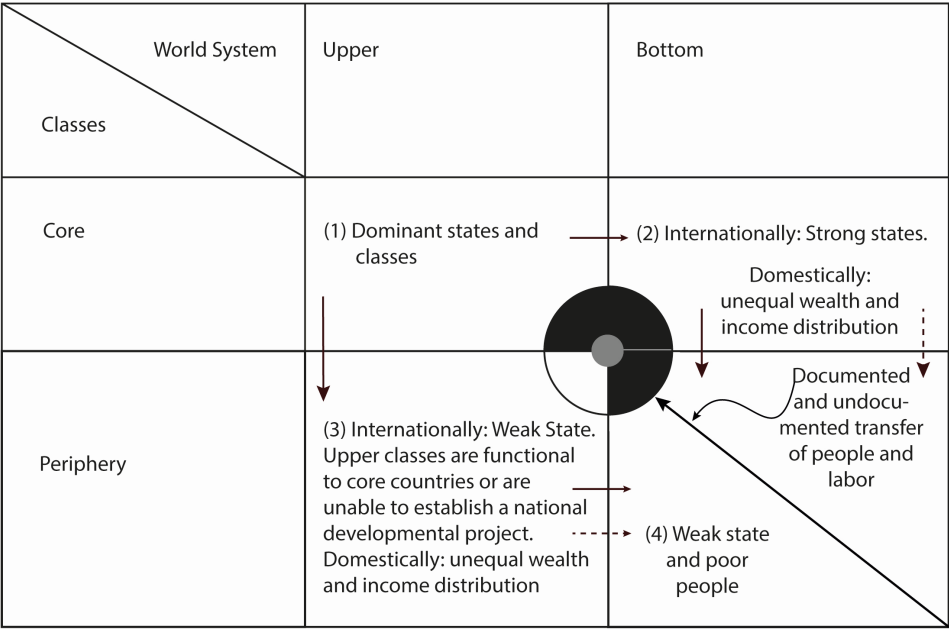 World System
Upper
Bottom
Classes
Core
(1) Dominant states and
classes
(2) Internationally: Strong states.
Domestically:
unequal wealth and
income distribution
Periphery
(3) Internationally: Weak State.
Upper classes are functional
to core countries or are
unable to establish a national
developmental project.
Domestically: unequal wealth
and income distribution
Documented
and undocu-
mented transfer
of people and
labor
(4) Weak state
and poor
people